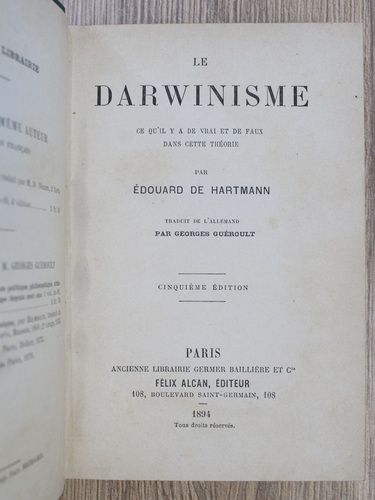 LIBRAIRIE
MÊME AUTEUR
M. GEORGES GUÉROULT
LE
DARWINISME
CE QU'IL Y A DE VRAI ET DE FAUX
DANS CETTE THÉORIE
PAR
ÉDOUARD DE HARTMANN
TRADUIT DE L'ALLEMAND
PAR GEORGES GUÉROULT
CINQUIÈME ÉDITION
PARIS
ANCIENNE LIBRAIRIE GERMER BAILLIÈRE ET Cie
FÉLIX ALCAN, ÉDITEUR
108, BOULEVARD SAINT-GERMAIN, 108
1894
Tous droits réservés.